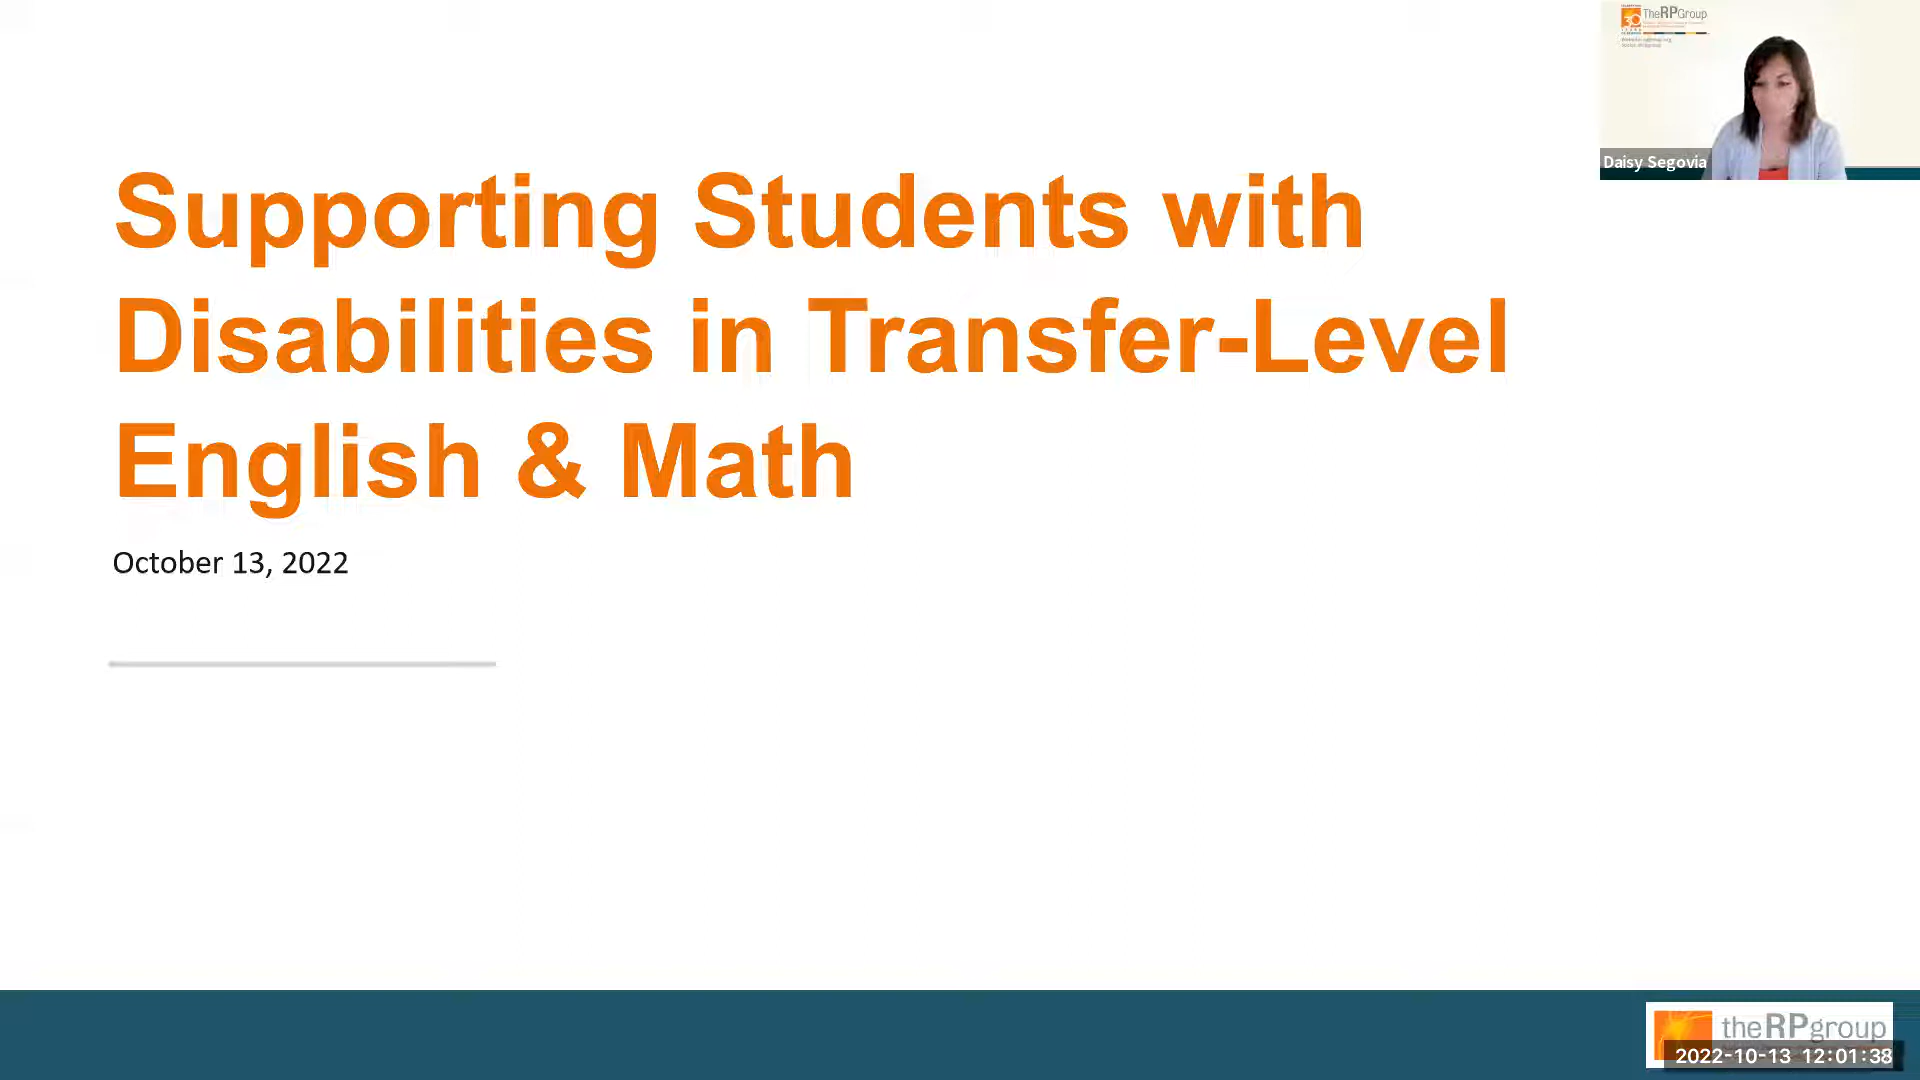 TheRPGroup
Daisy Segovia
Supporting Students with
Disabilities in Transfer-Level
English & Math
October 13, 2022
theRPgroup
2022-10-13 12:01:38